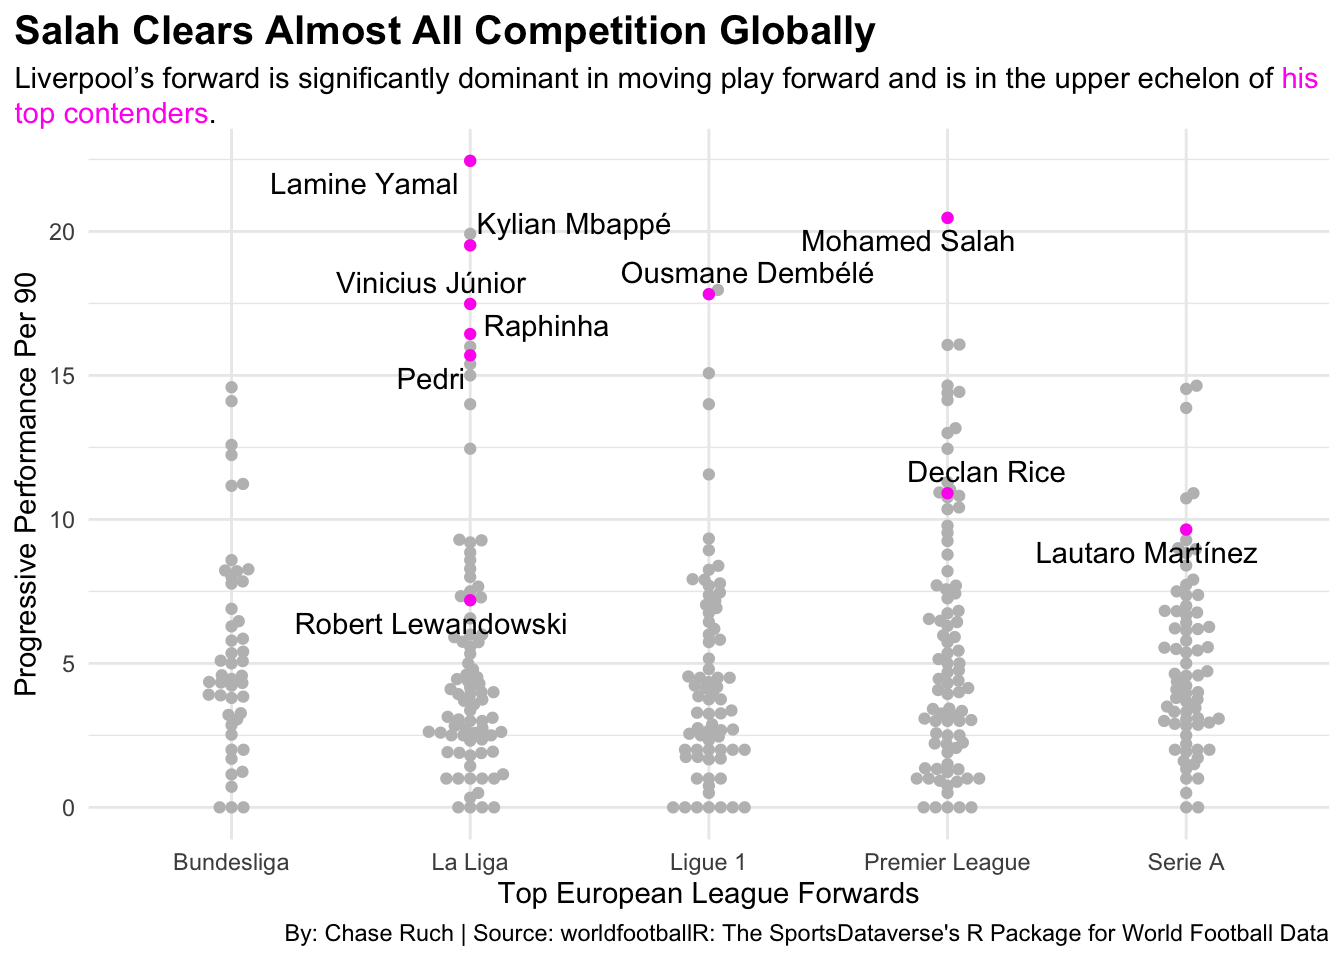 Salah Clears Almost All Competition Globally
Liverpool’s forward is significantly dominant in moving play forward and is in the upper echelon of his
top contenders.
Lamine Yamal
Kylian Mbappé
20
Mohamed Salah
Ousmane Dembélé
Vinicius Júnior
Raphinha
Pedri
15
Declan Rice
10
Lautaro Martínez
Robert Lewandowski
5
0
Progressive Performance Per 90
Bundesliga La Liga Ligue 1 Premier League Serie A
Top European League Forwards
By: Chase Ruch | Source: worldfootballR: The SportsDataverse's R Package for World Football Data